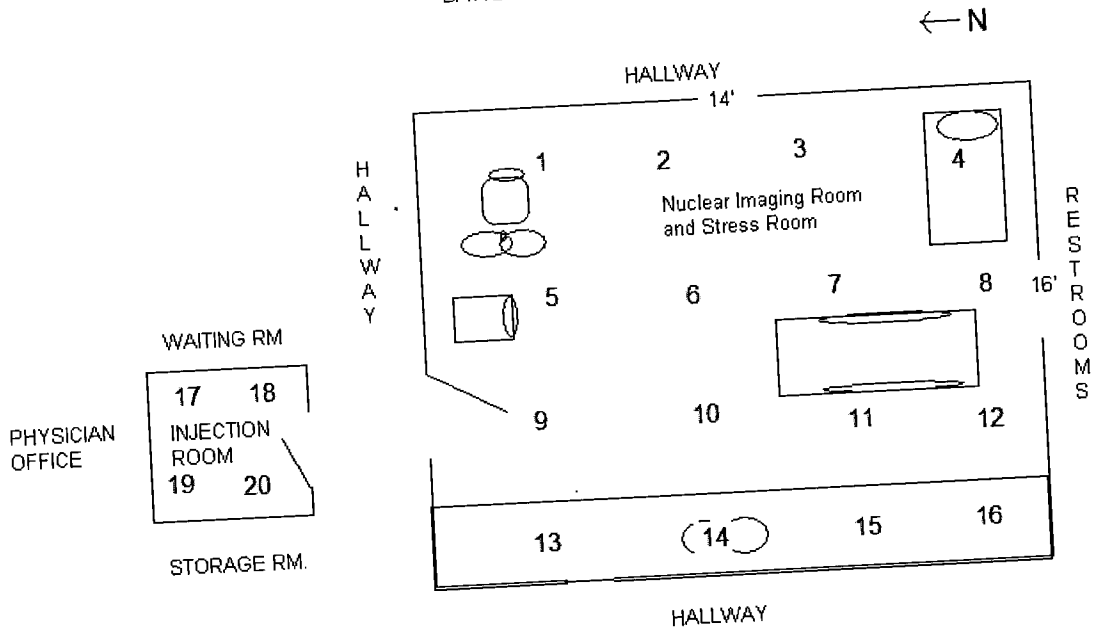 N
HALLWAY
14'
HALLWAY
1
2
3
4
Nuclear Imaging Room
and Stress Room
RESTROOMS
5
6
7
8
16'
WAITING RM
17
18
PHYSICIAN
OFFICE
INJECTION
ROOM
19
20
9
10
11
12
13
14
15
16
STORAGE RM.
HALLWAY